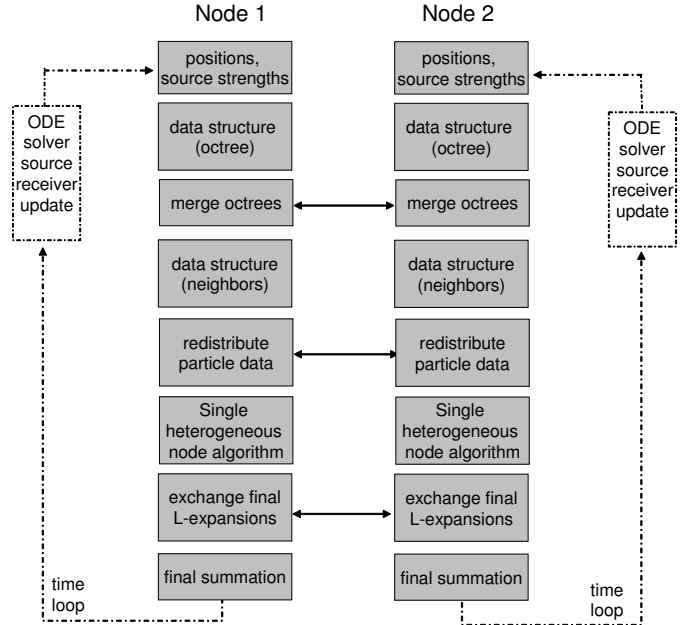 Node 1
Node 2
positions,
source strengths
positions,
source strengths
ODE
solver
source
receiver
update
data structure
(octree)
data structure
(octree)
ODE
solver
source
receiver
update
merge octrees
merge octrees
data structure
(neighbors)
data structure
(neighbors)
redistribute
particle data
redistribute
particle data
Single
heterogeneous
node algorithm
Single
heterogeneous
node algorithm
exchange final
L-expansions
exchange final
L-expansions
time
loop
final summation
final summation
time
loop